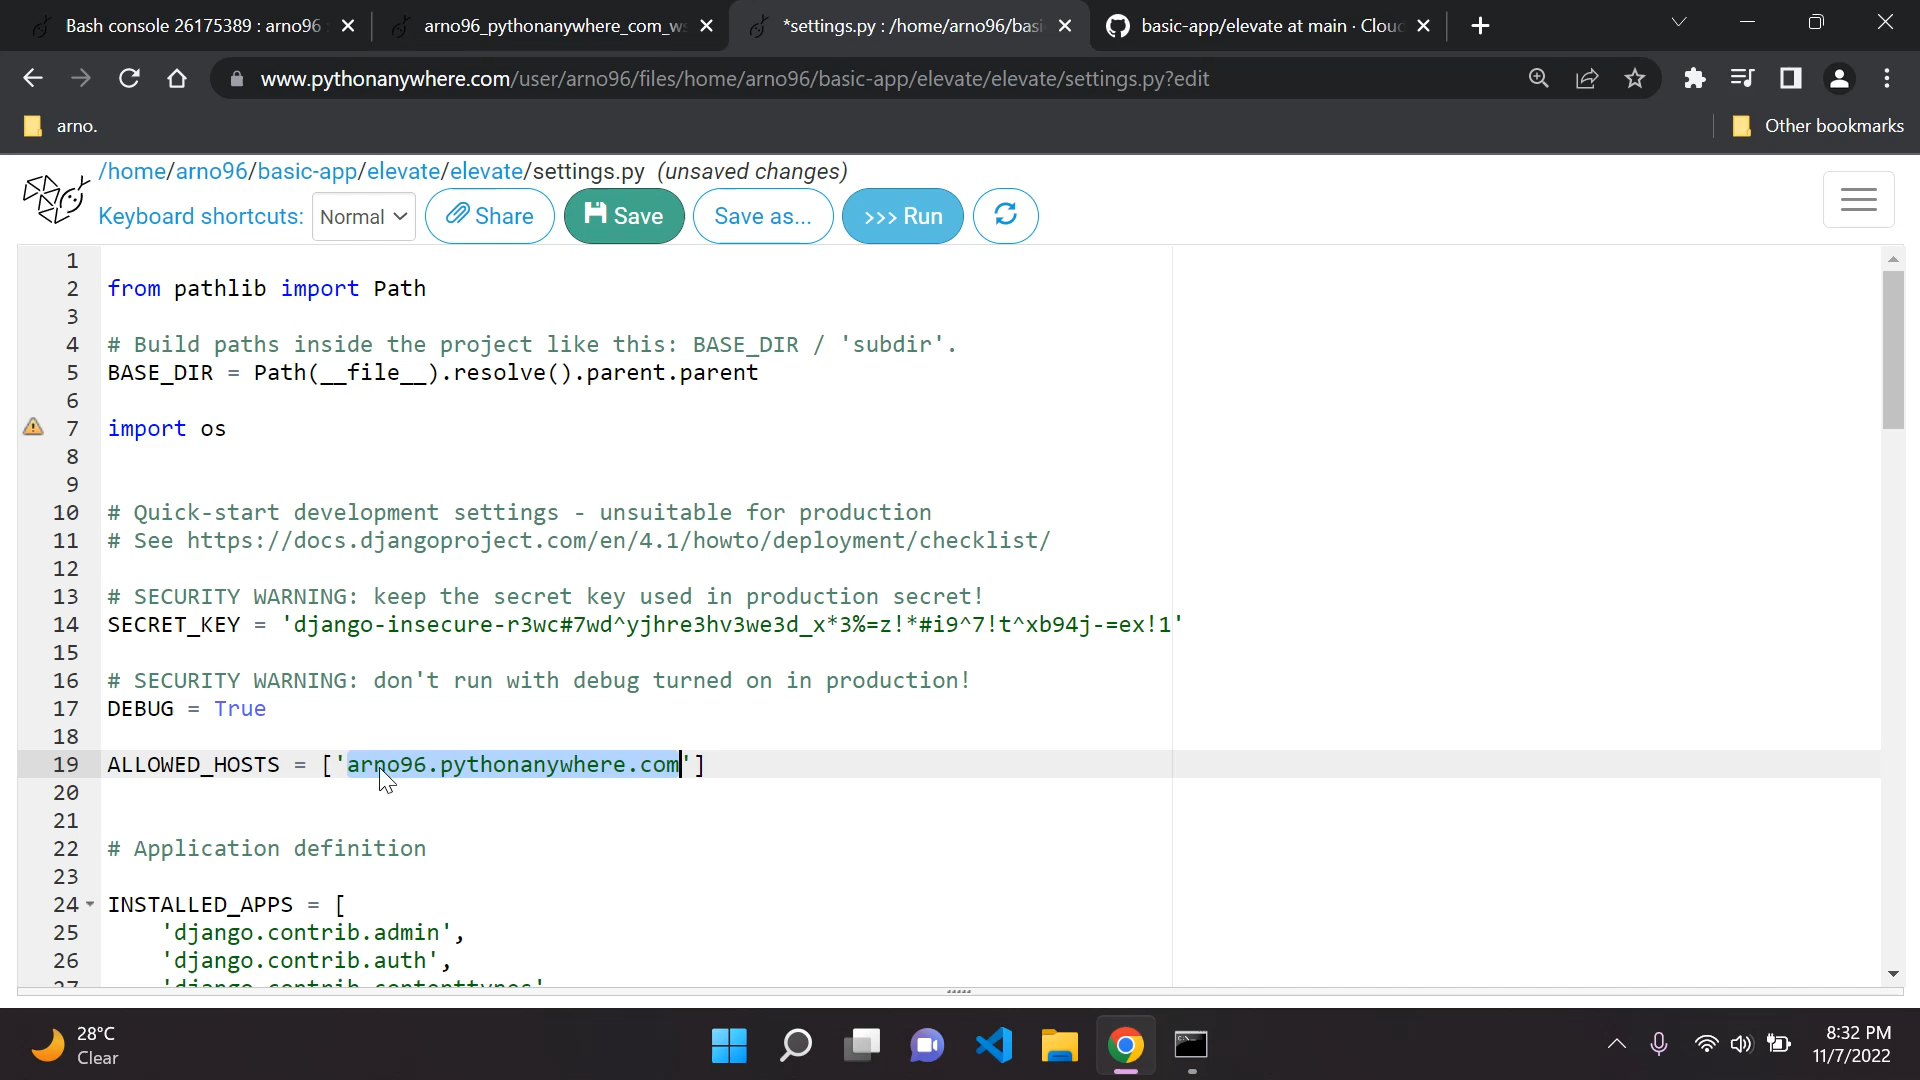 Bash console 26175389 : arno96
arno96_pythonanywhere_com_ws
*settings.py : /home/arno96/basi
basic-app/elevate at main · Clou
www.pythonanywhere.com/user/arno96/files/home/arno96/basic-app/elevate/elevate/settings.py?edit
arno.
Other bookmarks
/home/arno96/basic-app/elevate/elevate/settings.py (unsaved changes)
Keyboard shortcuts: Normal Share Save Save as... >>> Run
1
2 from pathlib import Path
3
4 # Build paths inside the project like this: BASE_DIR / 'subdir'.
5 BASE_DIR = Path(__file__).resolve().parent.parent
6
7 import os
8
9
10 # Quick-start development settings - unsuitable for production
11 # See https://docs.djangoproject.com/en/4.1/howto/deployment/checklist/
12
13 # SECURITY WARNING: keep the secret key used in production secret!
14 SECRET_KEY = 'django-insecure-r3wc#7wd^yjhre3hv3we3d_x*3%=z!*#i9^7!t^xb94j-=ex!1'
15
16 # SECURITY WARNING: don't run with debug turned on in production!
17 DEBUG = True
18
19 ALLOWED_HOSTS = ['arno96.pythonanywhere.com']
20
21
22 # Application definition
23
24 INSTALLED_APPS = [
25 'django.contrib.admin',
26 'django.contrib.auth',
27 'django.contrib.contenttypes'
28°C
Clear
8:32 PM
11/7/2022